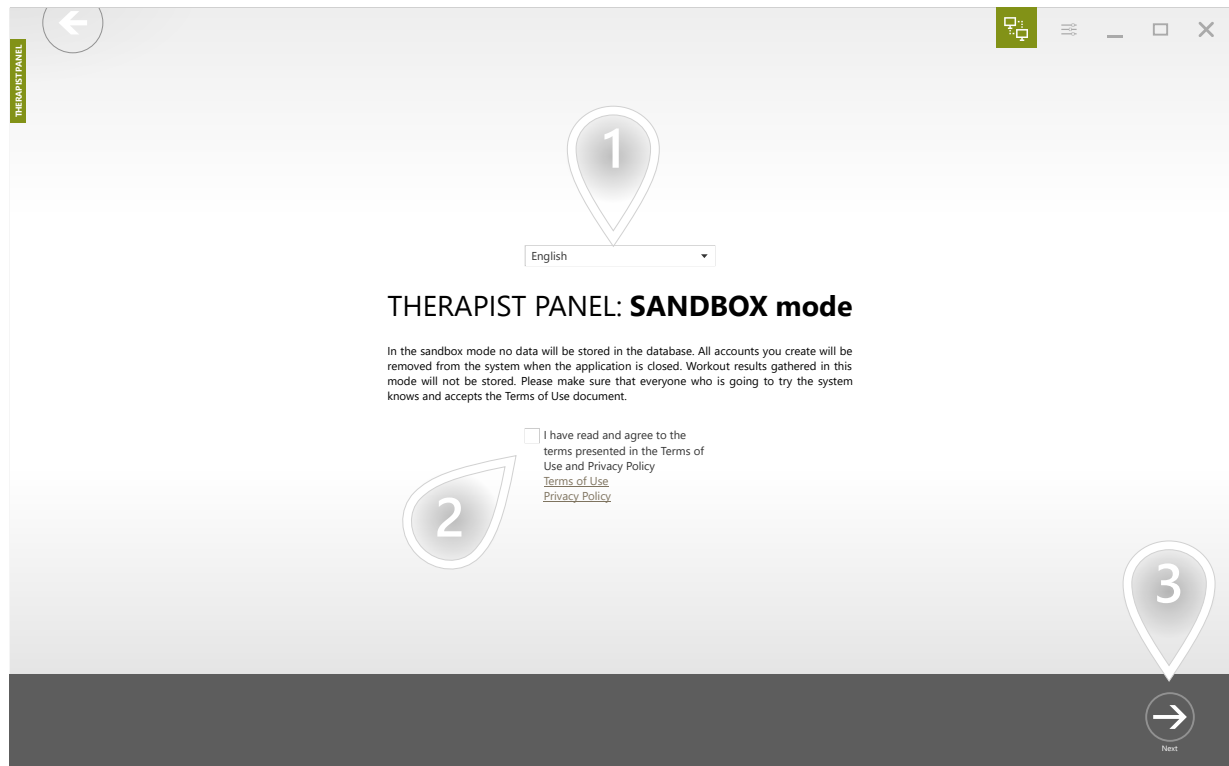 THERAPIST PANEL
1
English
THERAPIST PANEL: SANDBOX mode
In the sandbox mode no data will be stored in the database. All accounts you create will be
removed from the system when the application is closed. Workout results gathered in this
mode will not be stored. Please make sure that everyone who is going to try the system
knows and accepts the Terms of Use document.
I have read and agree to the
terms presented in the Terms of
Use and Privacy Policy
Terms of Use
Privacy Policy
2
3
Next